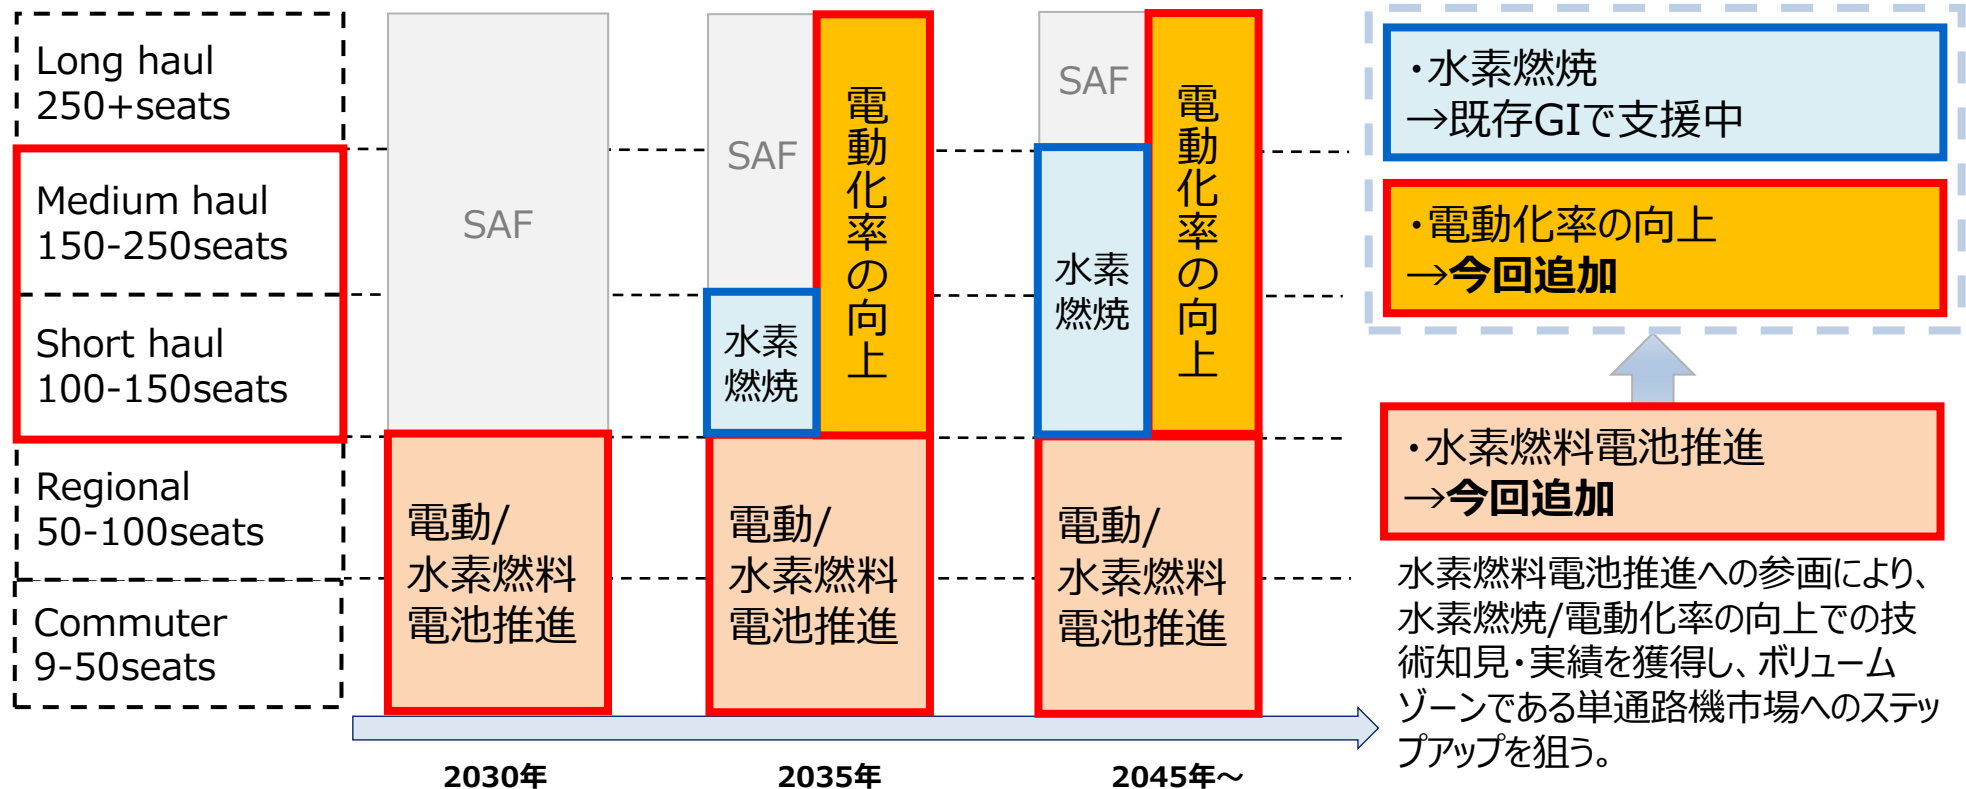 Long haul
250+seats
Medium haul
150-250seats
Short haul
100-150seats
Regional
50-100seats
Commuter
9-50seats
SAF
電動/
水素燃料
電池推進
2030年
SAF
電動化率の向上
水素
燃焼
電動/
水素燃料
電池推進
2035年
SAF
電動化率の向上
水素
燃焼
電動/
水素燃料
電池推進
2045年～
・水素燃焼
→既存GIで支援中
・電動化率の向上
→今回追加
・水素燃料電池推進
→今回追加
水素燃料電池推進への参画により、
水素燃焼/電動化率の向上での技
術知見・実績を獲得し、ボリューム
ゾーンである単通路機市場へのステッ
プアップを狙う。